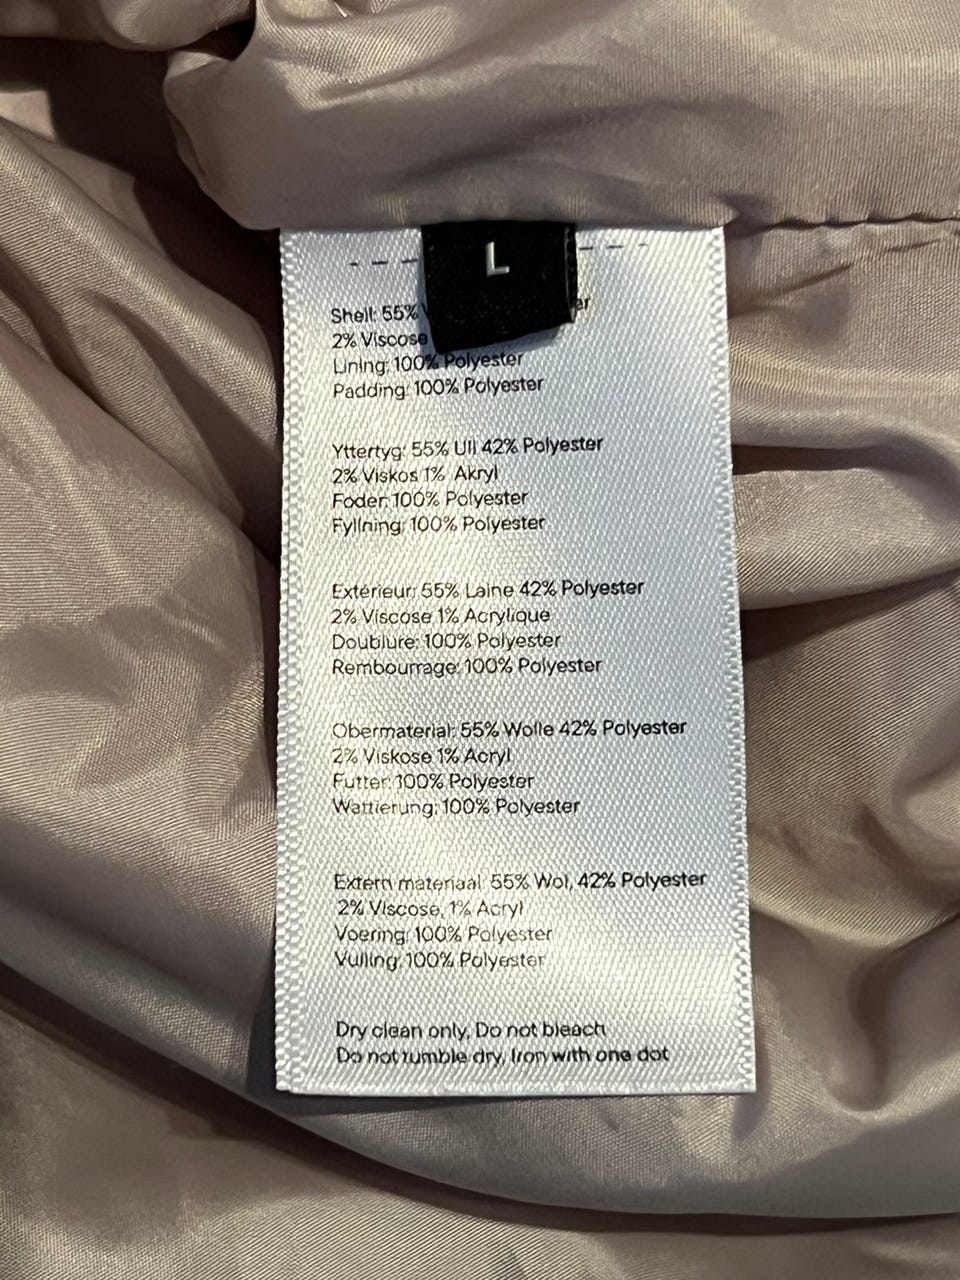 L
Shell: 55%
2% Viscose
Lining: 100% Polyester
Padding: 100% Polyester
Yttertyg: 55% Ull 42% Polyester
2% Viskos 1% Akryl
Foder: 100% Polyester
Fyllning: 100% Polyester
Extérieur: 55% Laine 42% Polyester
2% Viscose 1% Acrylique
Doublure: 100% Polyester
Rembourrage: 100% Polyester
Obermaterial: 55% Wolle 42% Polyester
2% Viskose 1% Acryl
Futter: 100% Polyester
Wattierung: 100% Polyester
Extern materiaal: 55% Wol, 42% Polyester
2% Viscose, 1% Acryl
Voering: 100% Polyester
Vulling: 100% Polyester
Dry clean only, Do not bleach
Do not tumble dry, Iron with one dot